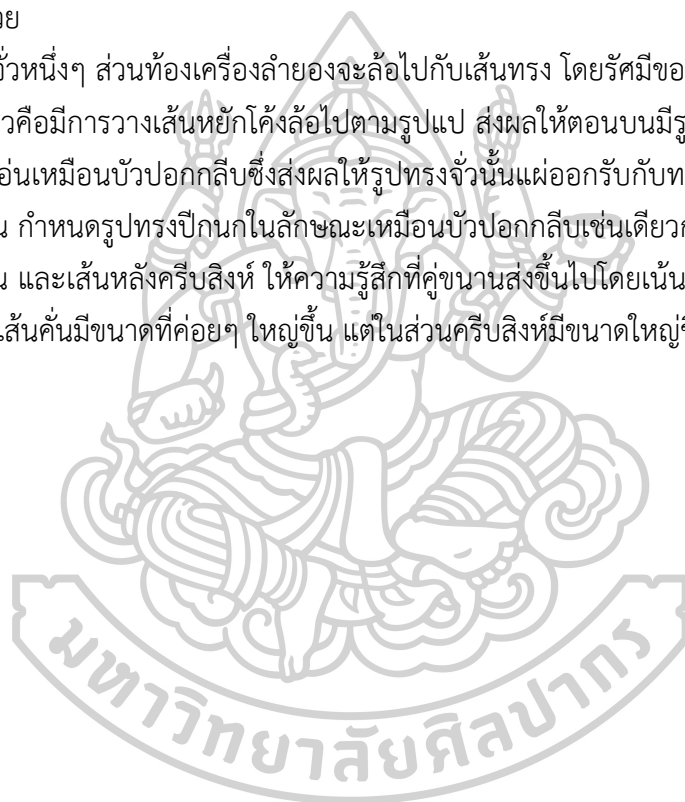 วย
จั่วหนึ่งๆ ส่วนท้องเครื่องลำยองจะล้อไปกับเส้นทรง โดยรัศมีขอ
วคือมีการวางเส้นหยักโค้งล้อไปตามรูปแป ส่งผลให้ตอนบนมีรู
อ่นเหมือนบัวปอกกลีบซึ่งส่งผลให้รูปทรงจั่วนั้นแผ่ออกรับกับท
น กำหนดรูปทรงปีกนกในลักษณะเหมือนบัวปอกกลีบเช่นเดียวก
น และเส้นหลังครีบสิงห์ ให้ความรู้สึกที่คู่ขนานส่งขึ้นไปโดยเน้น
เส้นคั่นมีขนาดที่ค่อยๆ ใหญ่ขึ้น แต่ในส่วนครีบสิงห์มีขนาดใหญ่
มหาวิทยาลัยศิลปากร